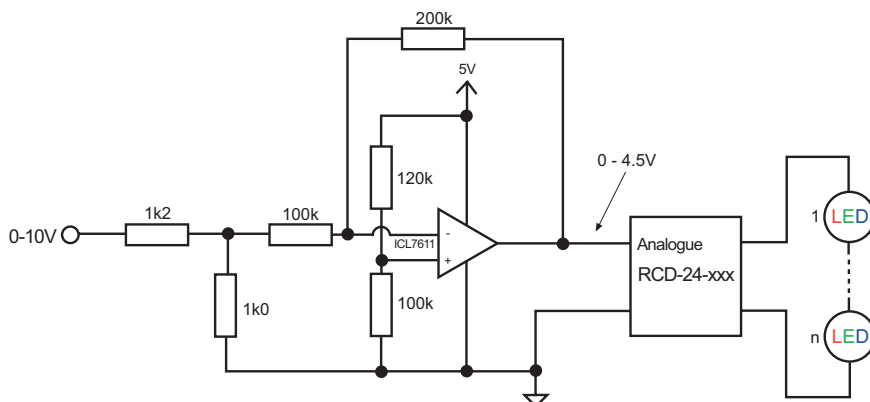 200k
5V
0 - 4.5V
120k
1k2
100k
0-10V
ICL7611
-
+
Analogue
RCD-24-xxx
1
LED
1k0
100k
n
LED